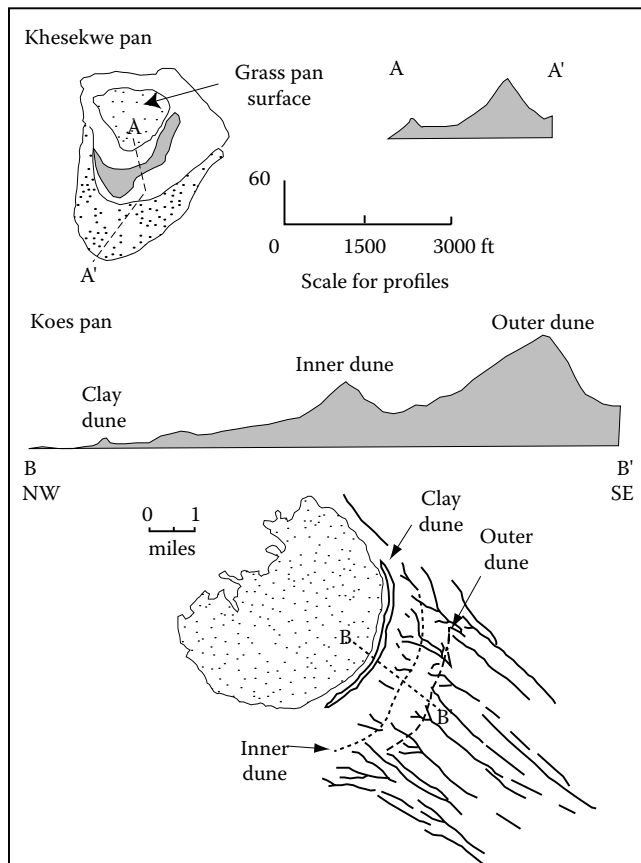 Khesekwe pan
Grass pan
surface
A
A'
A
A'
60
0 1500 3000 ft
Scale for profiles
Koes pan
Outer dune
Inner dune
Clay
dune
B
NW
B'
SE
0 1
miles
Clay
dune
Outer
dune
B
B'
Inner
dune